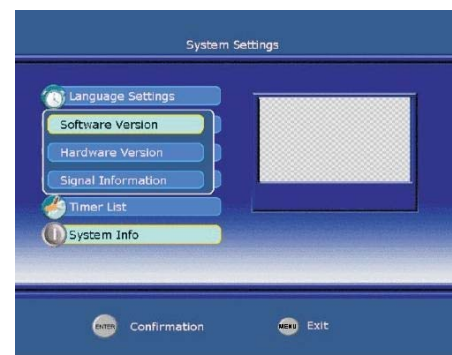 System Settings
Language Settings
Software Version
Hardware Version
Signal Information
Timer List
System Info
ENTER Confirmation MENU Exit